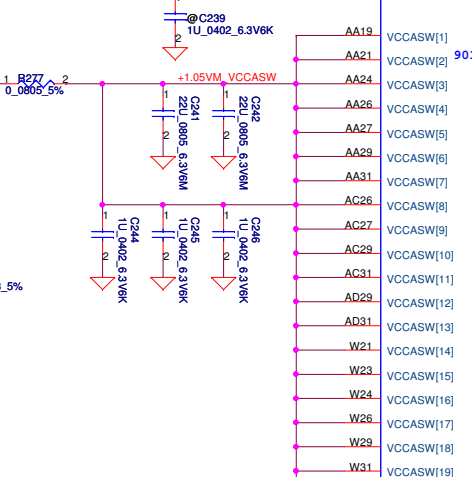 @C239
1U_0402_6.3V6K
1
2
R277
0_0805_5%
1
2
+1.05VM_VCCASW
1
2
C241
22U_0805_6.3V6M
1
2
C242
22U_0805_6.3V6M
1
2
C244
1U_0402_6.3V6K
1
2
C245
1U_0402_6.3V6K
1
2
C246
1U_0402_6.3V6K
_5%
AA19 VCCASW[1]
AA21 VCCASW[2]
903
AA24 VCCASW[3]
AA26 VCCASW[4]
AA27 VCCASW[5]
AA29 VCCASW[6]
AA31 VCCASW[7]
AC26 VCCASW[8]
AC27 VCCASW[9]
AC29 VCCASW[10]
AC31 VCCASW[11]
AD29 VCCASW[12]
AD31 VCCASW[13]
W21 VCCASW[14]
W23 VCCASW[15]
W24 VCCASW[16]
W26 VCCASW[17]
W29 VCCASW[18]
W31 VCCASW[19]